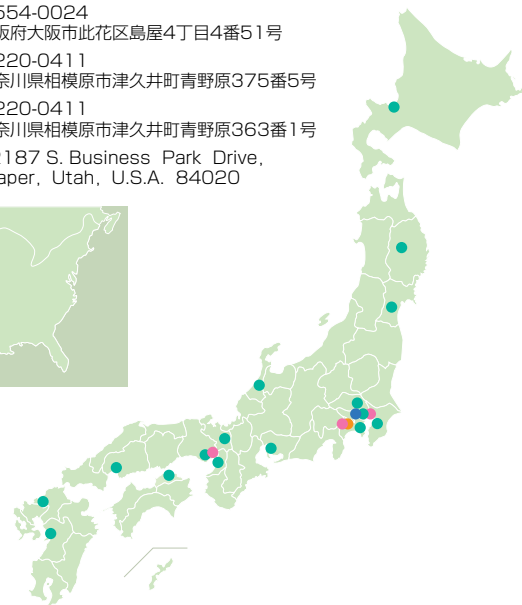 554-0024
阪府大阪市此花区島屋4丁目4番51号
220-0411
奈川県相模原市津久井町青野原375番5号
220-0411
奈川県相模原市津久井町青野原363番1号
187 S. Business Park Drive,
aper, Utah, U.S.A. 84020